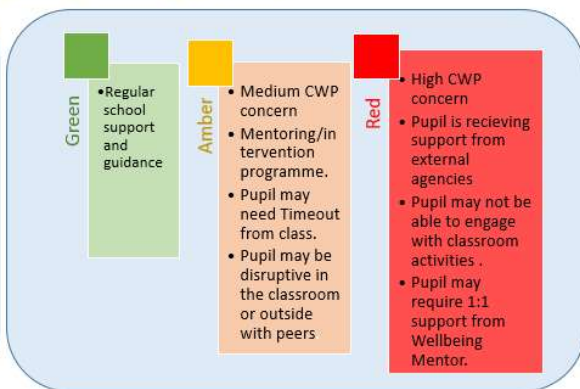 Green
•Regular
school
support
and
guidance
Amber
• Medium CWP
concern
• Mentoring/in
tervention
programme.
• Pupil may
need Timeout
from class.
• Pupil may be
disruptive in
the classroom
or outside
with peers
Red
• High CWP
concern
• Pupil is recieving
support from
external
agencies
• Pupil may not be
able to engage
with classroom
activities .
• Pupil may
require 1:1
support from
Wellbeing
Mentor.